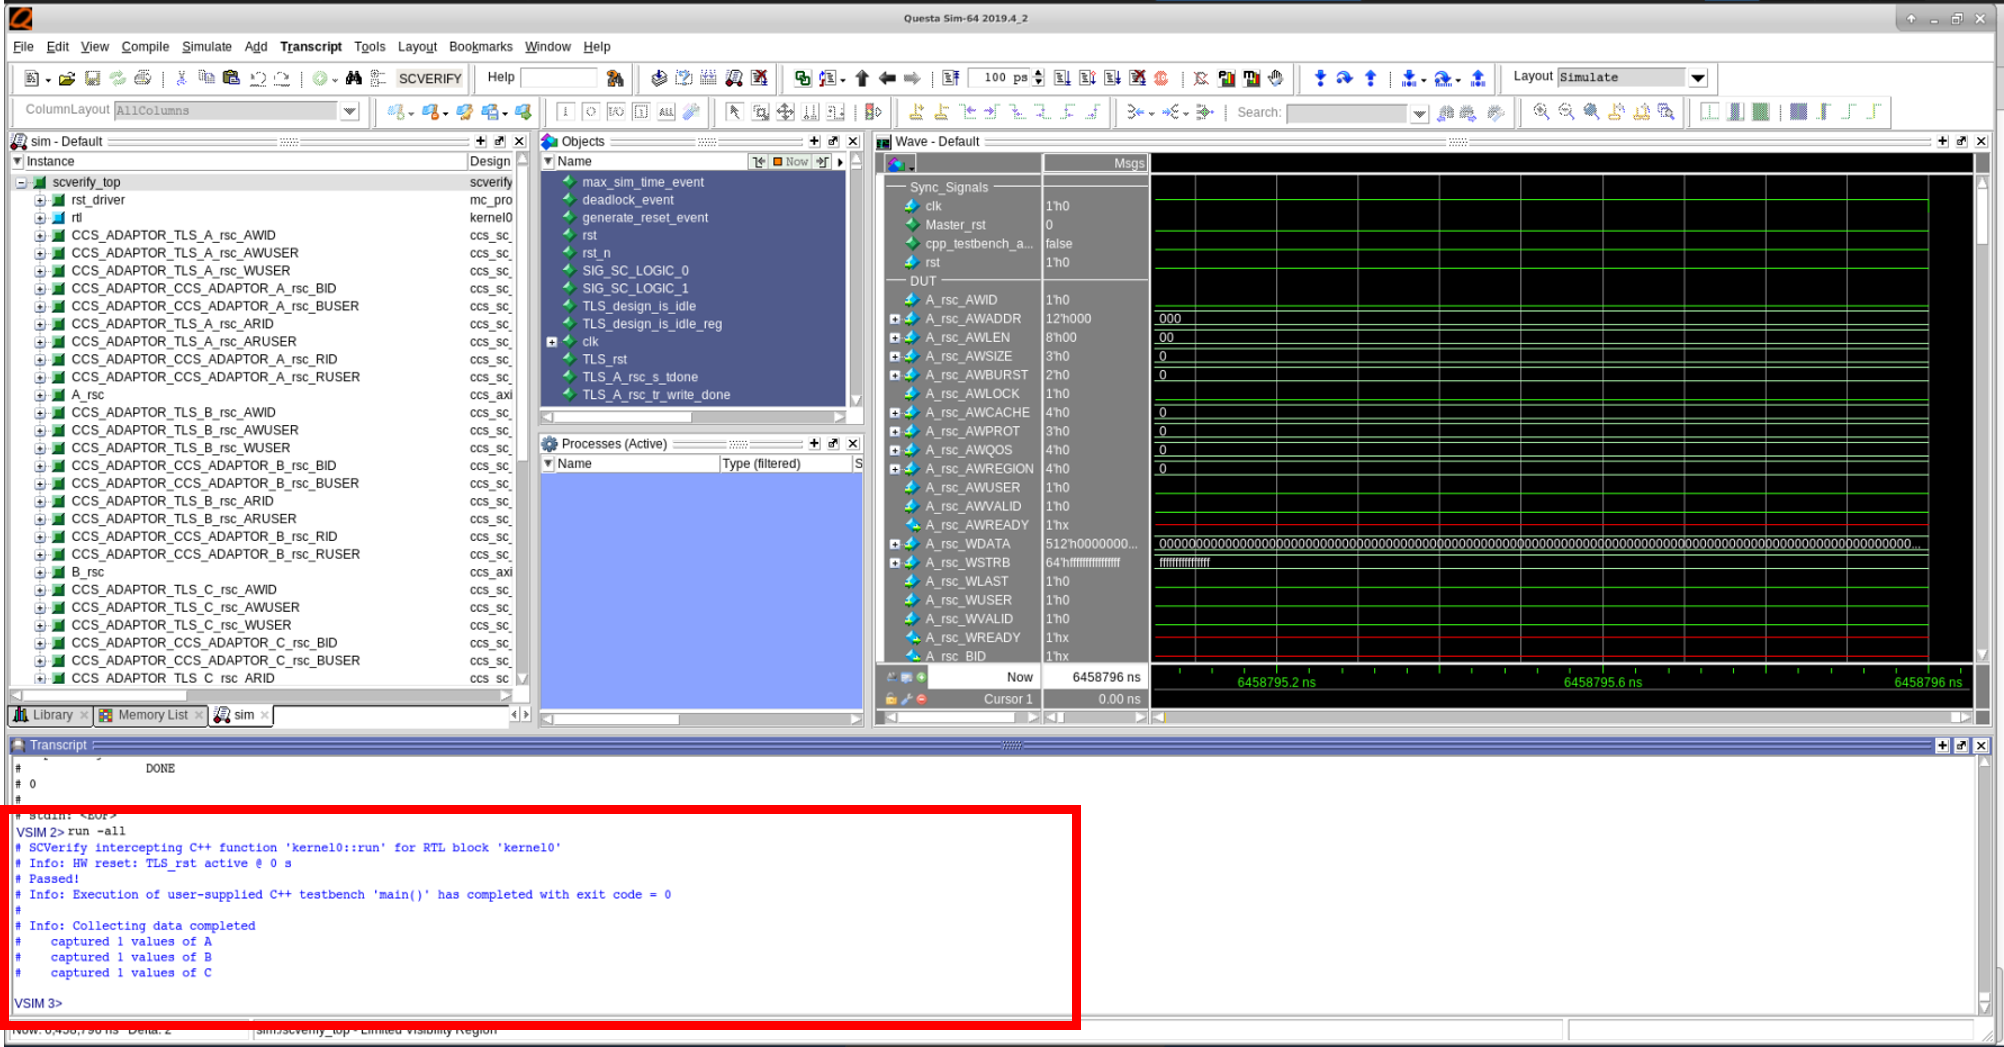 Questa Sim-64 2019.4_2
File Edit View Compile Simulate Add Transcript Tools Layout Bookmarks Window Help
SCVERIFY Help 100 ps Layout Simulate
ColumnLayout AllColumns Search:
sim - Default
Instance Design
scverify_top scverify
rst_driver mc_pro
rtl kernel0
CCS_ADAPTOR_TLS_A_rsc_AWID ccs_sc_
CCS_ADAPTOR_TLS_A_rsc_AWUSER ccs_sc_
CCS_ADAPTOR_TLS_A_rsc_WUSER ccs_sc_
CCS_ADAPTOR_CCS_ADAPTOR_A_rsc_BID ccs_sc_
CCS_ADAPTOR_CCS_ADAPTOR_A_rsc_BUSER ccs_sc_
CCS_ADAPTOR_TLS_A_rsc_ARID ccs_sc_
CCS_ADAPTOR_TLS_A_rsc_ARUSER ccs_sc_
CCS_ADAPTOR_CCS_ADAPTOR_A_rsc_RID ccs_sc_
CCS_ADAPTOR_CCS_ADAPTOR_A_rsc_RUSER ccs_sc_
A_rsc ccs_axi
CCS_ADAPTOR_TLS_B_rsc_AWID ccs_sc_
CCS_ADAPTOR_TLS_B_rsc_AWUSER ccs_sc_
CCS_ADAPTOR_TLS_B_rsc_WUSER ccs_sc_
CCS_ADAPTOR_CCS_ADAPTOR_B_rsc_BID ccs_sc_
CCS_ADAPTOR_CCS_ADAPTOR_B_rsc_BUSER ccs_sc_
CCS_ADAPTOR_TLS_B_rsc_ARID ccs_sc_
CCS_ADAPTOR_TLS_B_rsc_ARUSER ccs_sc_
CCS_ADAPTOR_CCS_ADAPTOR_B_rsc_RID ccs_sc_
CCS_ADAPTOR_CCS_ADAPTOR_B_rsc_RUSER ccs_sc_
B_rsc ccs_axi
CCS_ADAPTOR_TLS_C_rsc_AWID ccs_sc_
CCS_ADAPTOR_TLS_C_rsc_AWUSER ccs_sc_
CCS_ADAPTOR_TLS_C_rsc_WUSER ccs_sc_
CCS_ADAPTOR_CCS_ADAPTOR_C_rsc_BID ccs_sc_
CCS_ADAPTOR_CCS_ADAPTOR_C_rsc_BUSER ccs_sc_
CCS_ADAPTOR_TLS_C_rsc_ARID ccs_sc_
Library Memory List sim
Objects
Name Now
max_sim_time_event
deadlock_event
generate_reset_event
rst
rst_n
SIG_SC_LOGIC_0
SIG_SC_LOGIC_1
TLS_design_is_idle
TLS_design_is_idle_reg
clk
TLS_rst
TLS_A_rsc_s_tdone
TLS_A_rsc_tr_write_done
Processes (Active)
Name Type (filtered) S
Wave - Default
Msgs
Sync_Signals
clk 1'h0
Master_rst 0
cpp_testbench_a... false
rst 1'h0
DUT
A_rsc_AWID 1'h0
A_rsc_AWADDR 12'h000 000
A_rsc_AWLEN 8'h00 00
A_rsc_AWSIZE 3'h0 0
A_rsc_AWBURST 2'h0 0
A_rsc_AWLOCK 1'h0
A_rsc_AWCACHE 4'h0 0
A_rsc_AWPROT 3'h0 0
A_rsc_AWQOS 4'h0 0
A_rsc_AWREGION 4'h0 0
A_rsc_AWUSER 1'h0
A_rsc_AWVALID 1'h0
A_rsc_AWREADY 1'hx
A_rsc_WDATA 512'h0000000...
A_rsc_WSTRB 64'hffffffffffffffff ffffffffffffffff
A_rsc_WLAST 1'h0
A_rsc_WUSER 1'h0
A_rsc_WVALID 1'h0
A_rsc_WREADY 1'hx
A_rsc_BID 1'hx
Now 6458796 ns 6458795.2 ns 6458795.6 ns 6458796 ns
Cursor 1 0.00 ns
Transcript
# DONE
# 0
#
# stdin: <EOF>
VSIM 2> run -all
# SCVerify intercepting C++ function 'kernel0::run' for RTL block 'kernel0'
# Info: HW reset: TLS_rst active @ 0 s
# Passed!
# Info: Execution of user-supplied C++ testbench 'main()' has completed with exit code = 0
#
# Info: Collecting data completed
# captured 1 values of A
# captured 1 values of B
# captured 1 values of C
VSIM 3>
Now: 6,458,796 ns Delta: 2 sim:/scverify_top - Limited Visibility Region